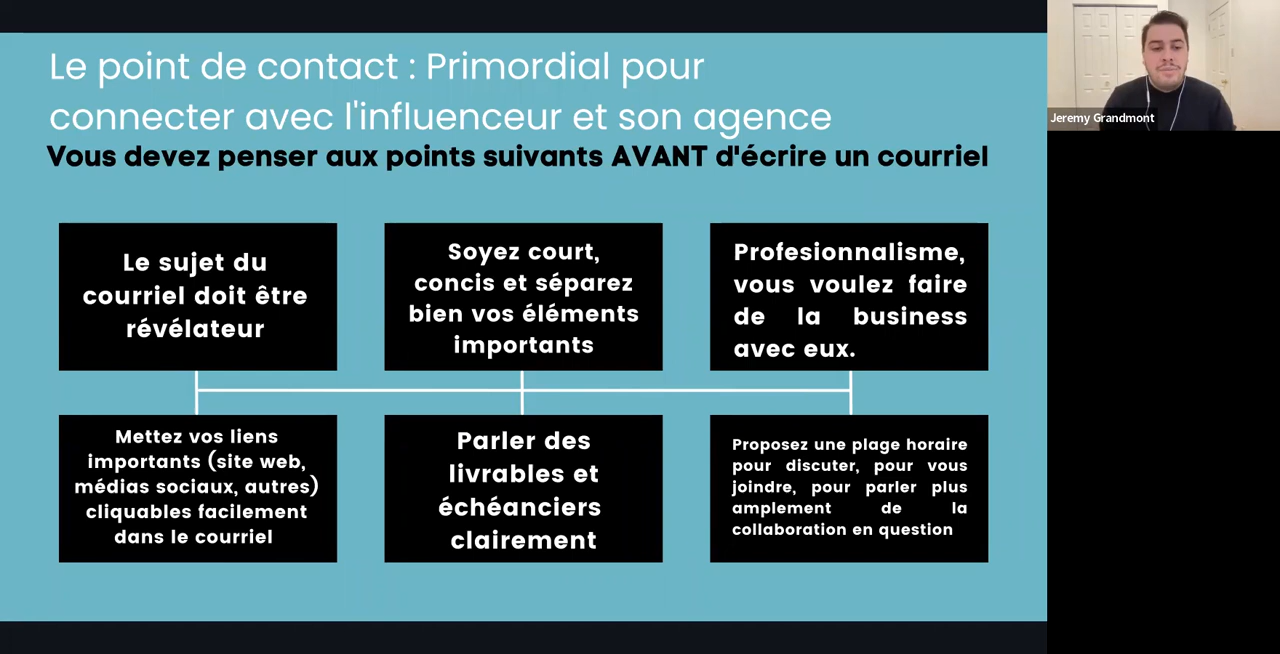 Le point de contact : Primordial pour
connecter avec l'influenceur et son agence
Vous devez penser aux points suivants AVANT d'écrire un courriel
Le sujet du
courriel doit être
révélateur
Soyez court,
concis et séparez
bien vos éléments
importants
Profesionnalisme,
vous voulez faire
de la business
avec eux.
Mettez vos liens
importants (site web,
médias sociaux, autres)
cliquables facilement
dans le courriel
Parler des
livrables et
échéanciers
clairement
Proposez une plage horaire
pour discuter, pour vous
joindre, pour parler plus
amplement de la
collaboration en question
Jeremy Grandmont